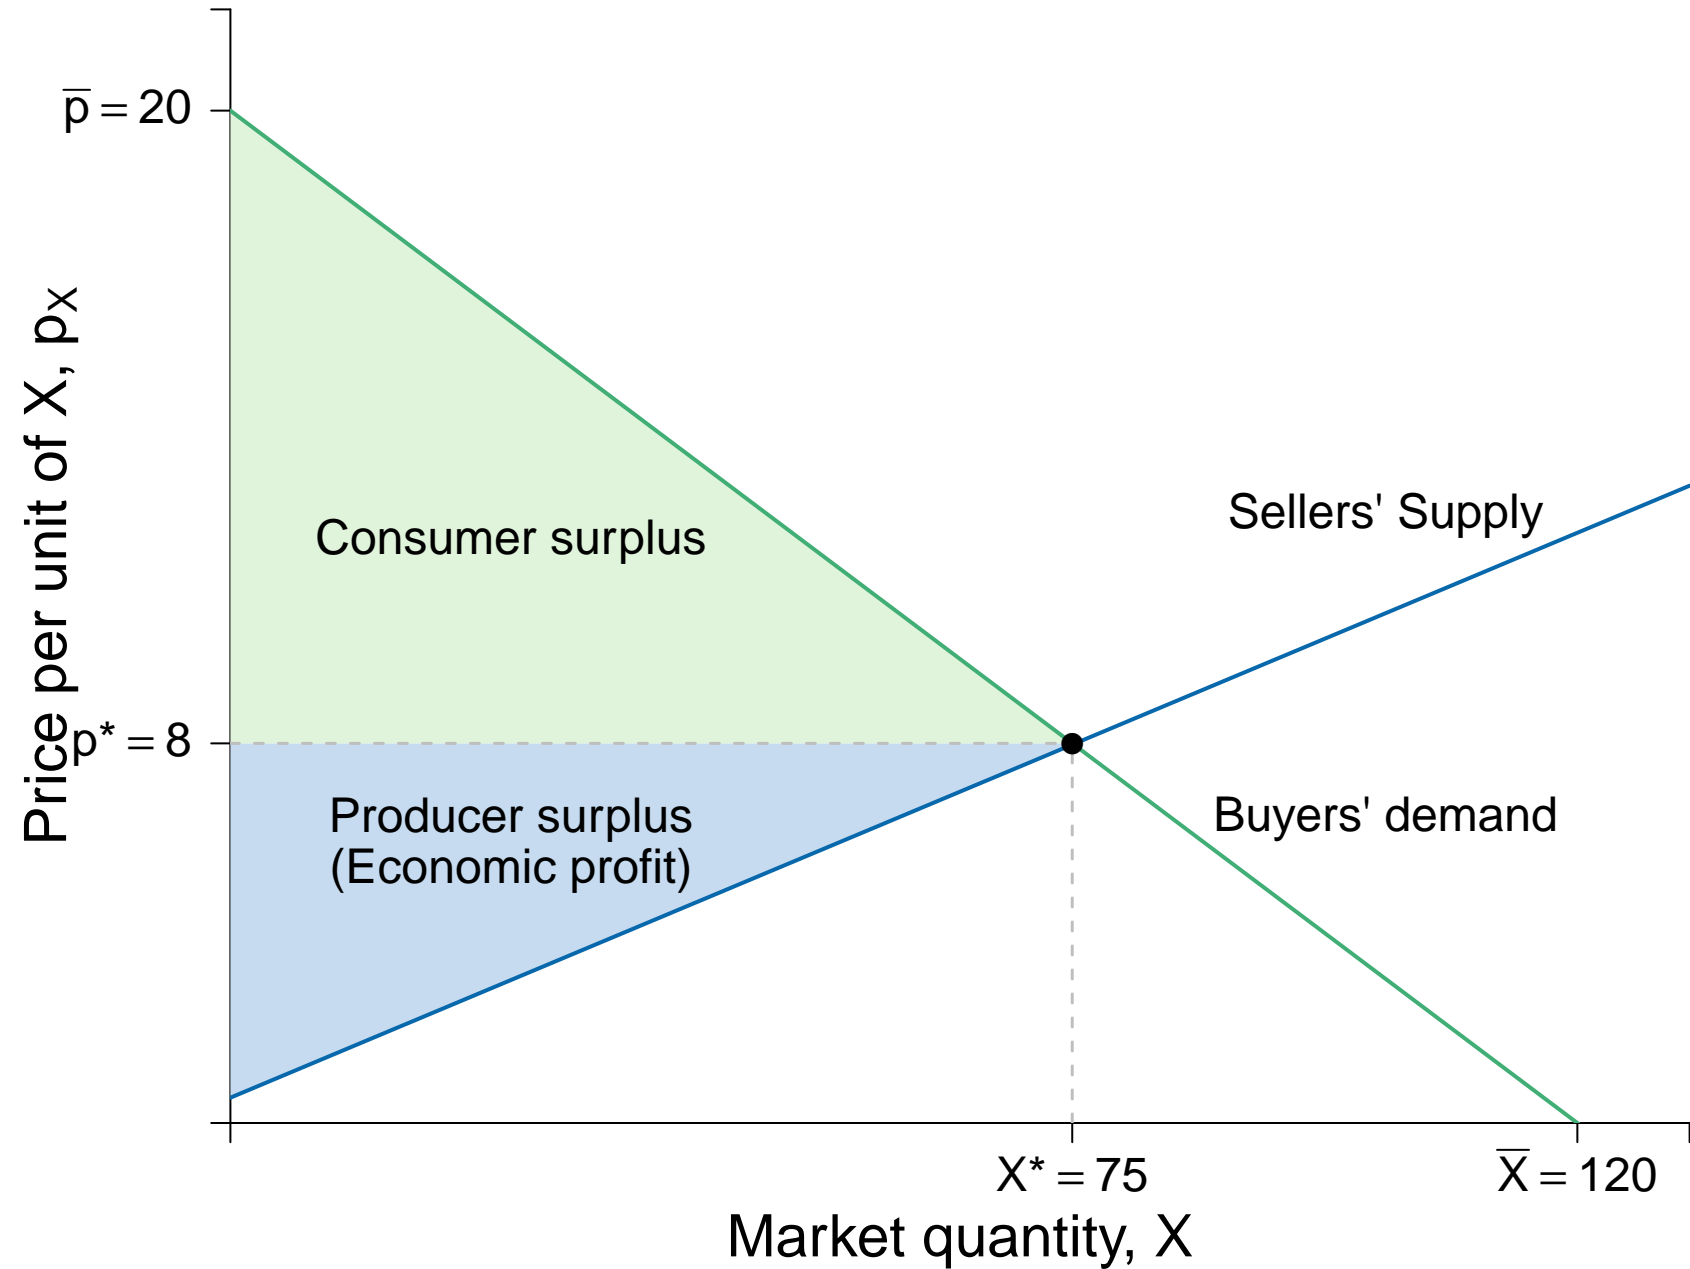 p̅ = 20
Price per unit of X, pX
Sellers' Supply
Consumer surplus
p* = 8
Producer surplus
(Economic profit)
Buyers' demand
X* = 75
X̅ = 120
Market quantity, X